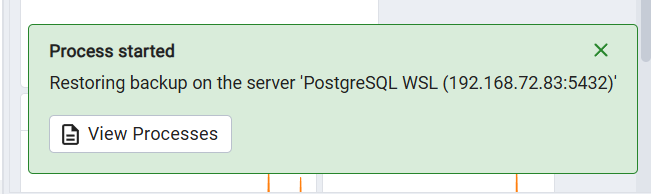 Process started
Restoring backup on the server 'PostgreSQL WSL (192.168.72.83:5432)'
View Processes